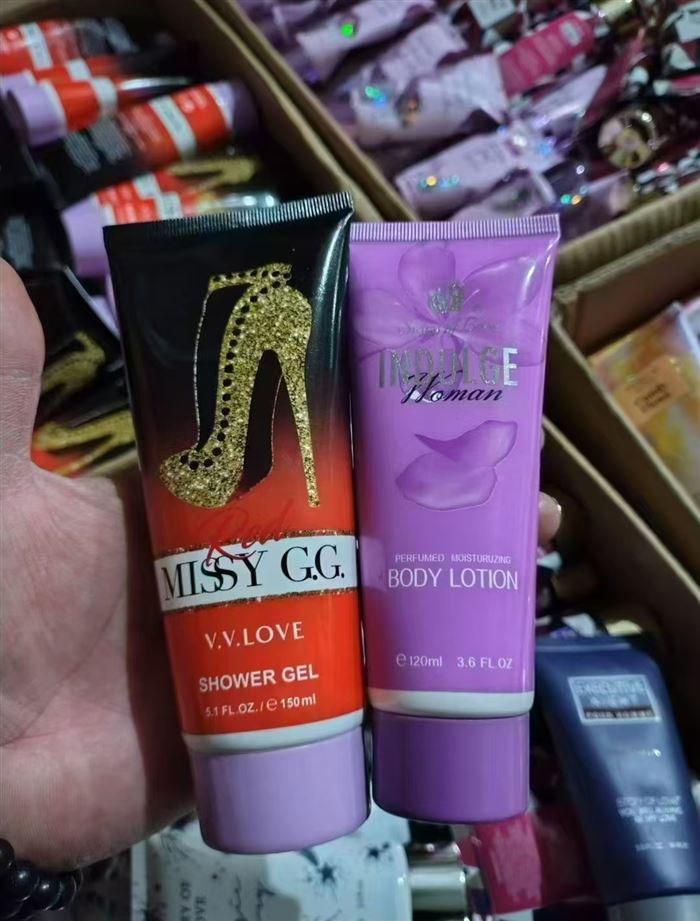 Red
MISSY G.G.
V.V.LOVE
SHOWER GEL
5.1 FL.OZ./℮150ml
INDULGE
Woman
PERFUMED MOISTURIZING
BODY LOTION
℮120ml 3.6 FL.OZ
EXECUTIVE